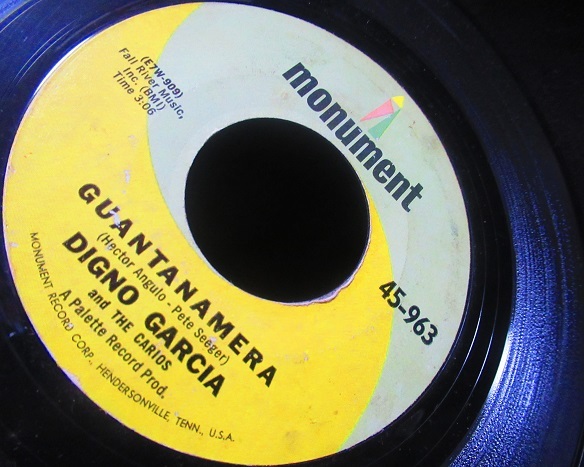 monument
(E7W-909)
Fall River Music,
Inc. (BMI)
Time 3:06
45-963
GUANTANAMERA
(Hector Angulo - Pete Seeger)
DIGNO GARCIA
and THE CARIOS
A Palette Record Prod.
MONUMENT RECORD CORP., HENDERSONVILLE, TENN., U.S.A.